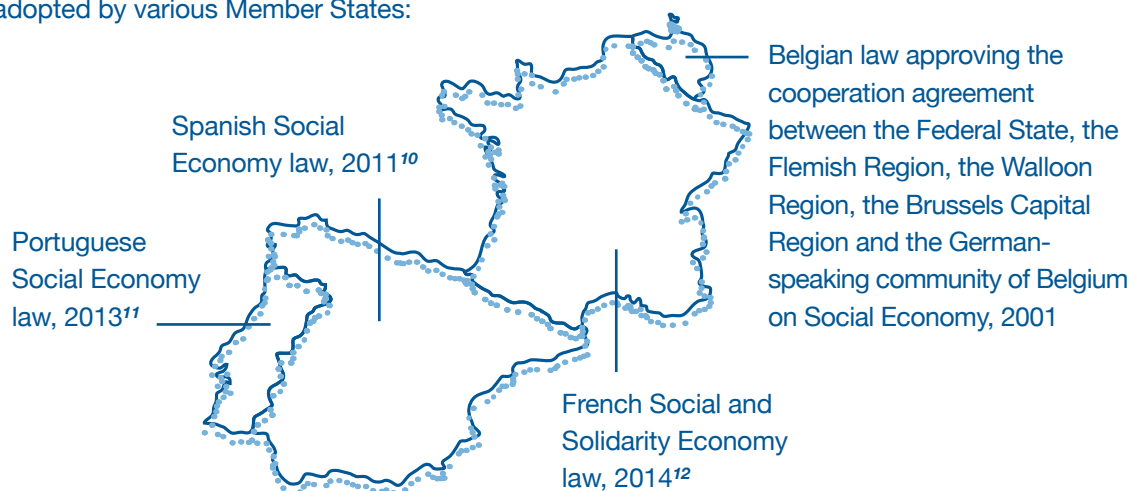 adopted by various Member States:
Spanish Social
Economy law, 2011¹⁰
Portuguese
Social Economy
law, 2013¹¹
Belgian law approving the
cooperation agreement
between the Federal State, the
Flemish Region, the Walloon
Region, the Brussels Capital
Region and the German-
speaking community of Belgium
on Social Economy, 2001
French Social and
Solidarity Economy
law, 2014¹²